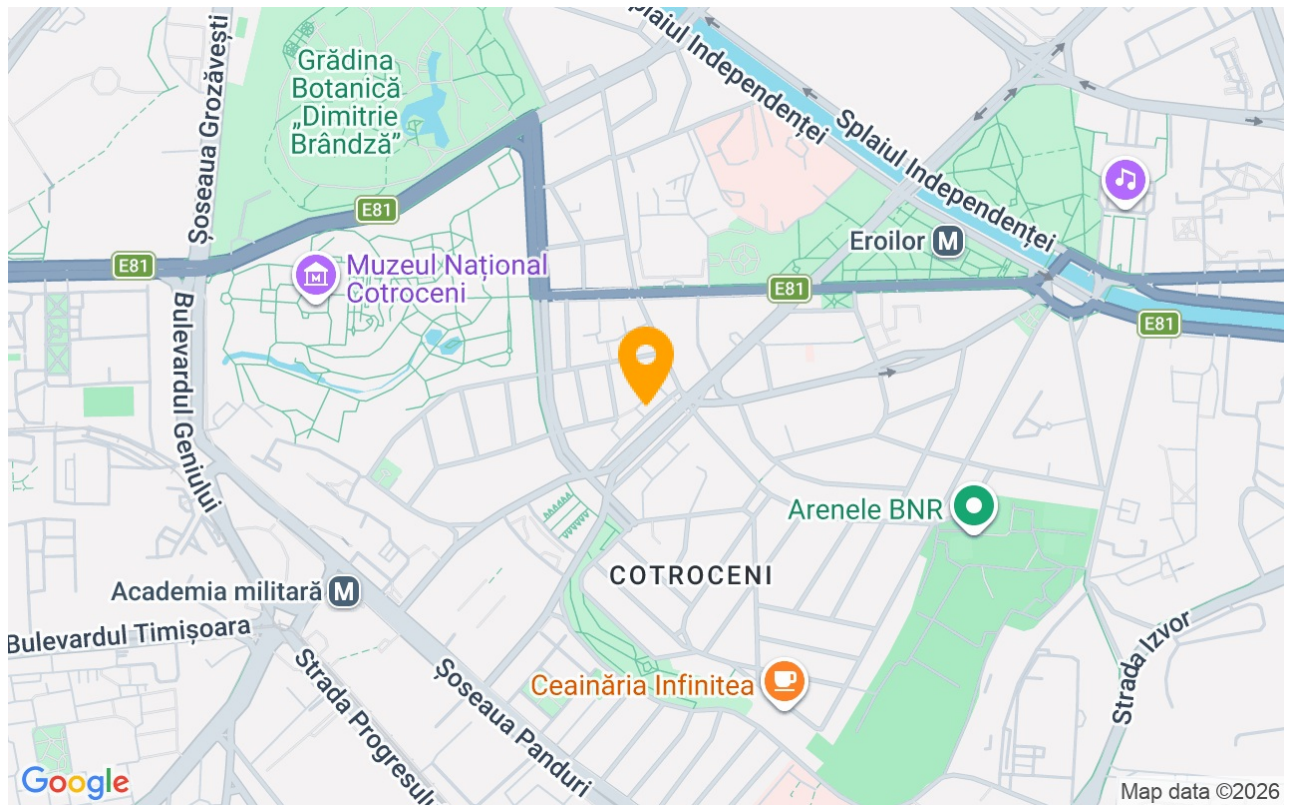 Splaiul Independenței
Splaiul Independenței
Șoseaua Grozăvești
Grădina
Botanică
„Dimitrie
Brândză”
E81
Eroilor M
E81
Muzeul Național
Cotroceni
E81
E81
Bulevardul Geniului
Arenele BNR
COTROCENI
Academia militară M
Bulevardul Timișoara
Strada Izvor
Strada Progresulu
Șoseaua Panduri
Ceainăria Infinitea
Google
Map data ©2026